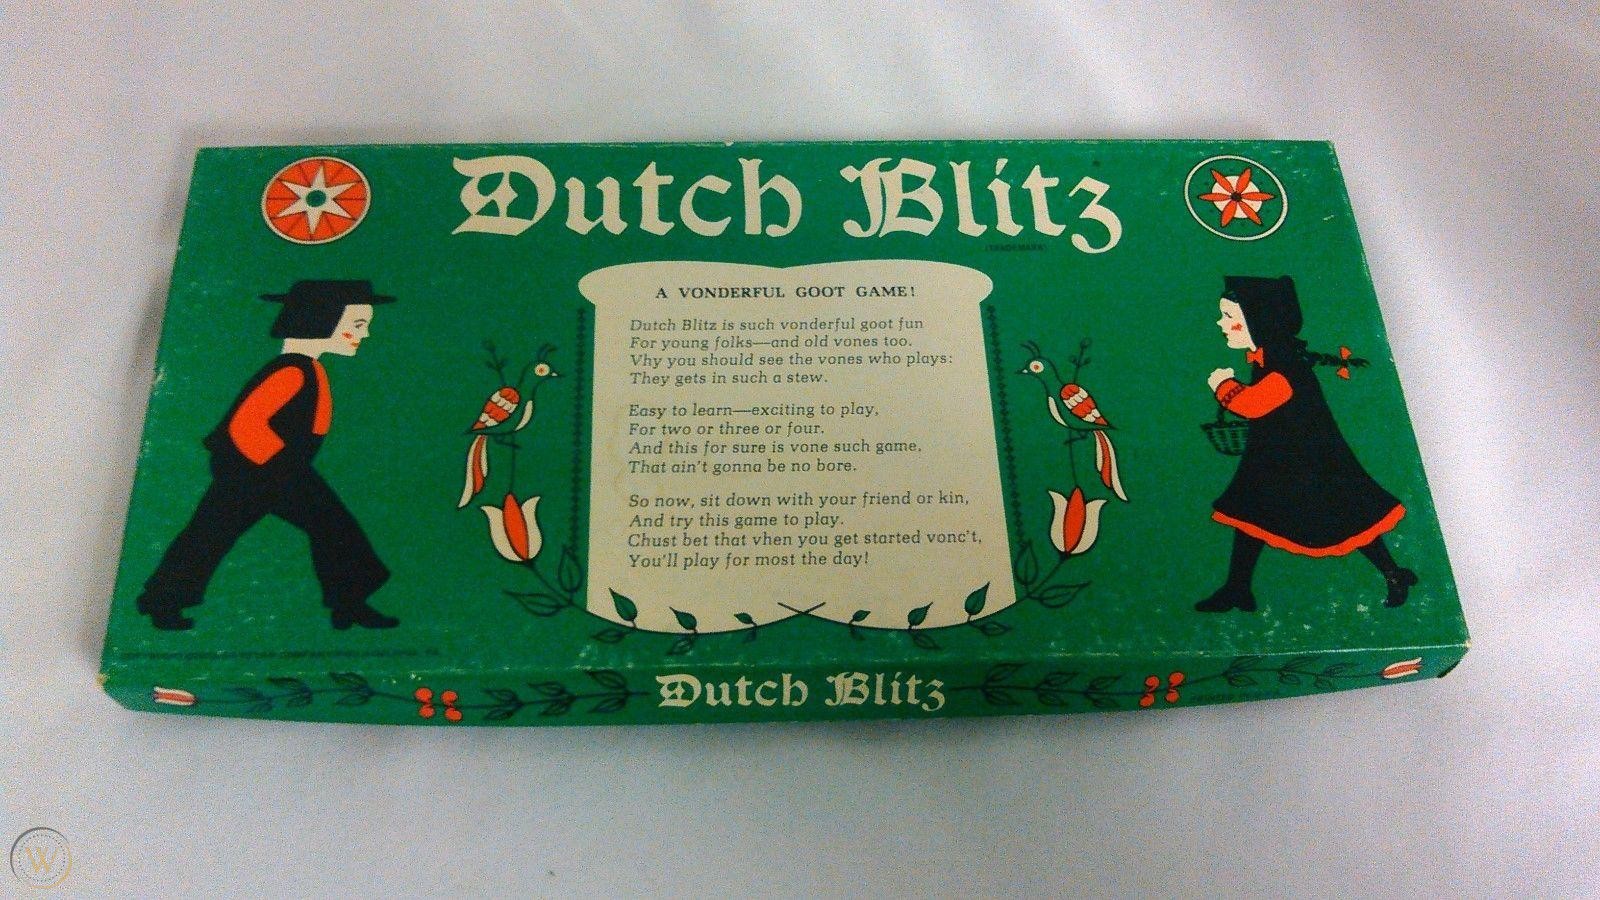 Dutch Blitz
(TRADEMARK)
A VONDERFUL GOOT GAME!
Dutch Blitz is such vonderful goot fun
For young folks—and old vones too.
Vhy you should see the vones who plays:
They gets in such a stew.
Easy to learn—exciting to play,
For two or three or four.
And this for sure is vone such game,
That ain't gonna be no bore.
So now, sit down with your friend or kin,
And try this game to play.
Chust bet that vhen you get started vonc't,
You'll play for most the day!
Dutch Blitz
W